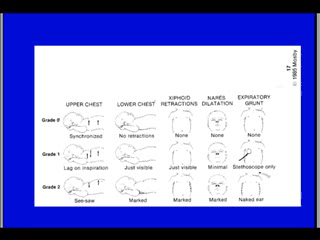 17
© 1985 Mosby
UPPER CHEST
LOWER CHEST
XIPHOID
RETRACTIONS
NARES
DILATATION
EXPIRATORY
GRUNT
Grade 0
Synchronized
No retractions
None
None
None
Grade 1
Lag on inspiration
Just visible
Just visible
Minimal
Stethoscope only
Grade 2
See-saw
Marked
Marked
Marked
Naked ear